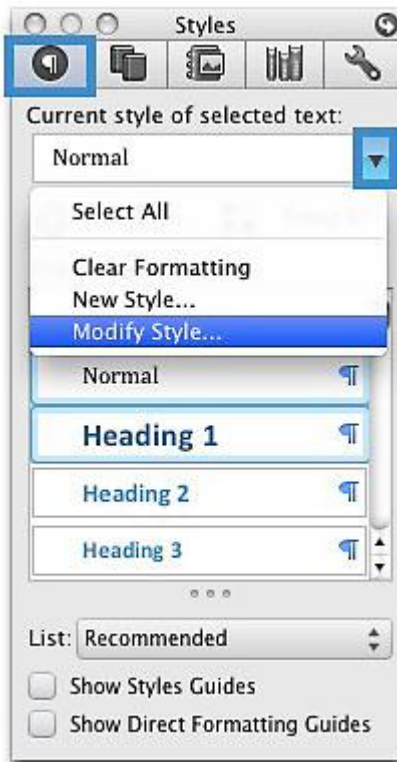 Styles
Current style of selected text:
Normal
Select All
Clear Formatting
New Style...
Modify Style...
Normal ¶
Heading 1 ¶
Heading 2 ¶
Heading 3 ¶
List: Recommended
Show Styles Guides
Show Direct Formatting Guides